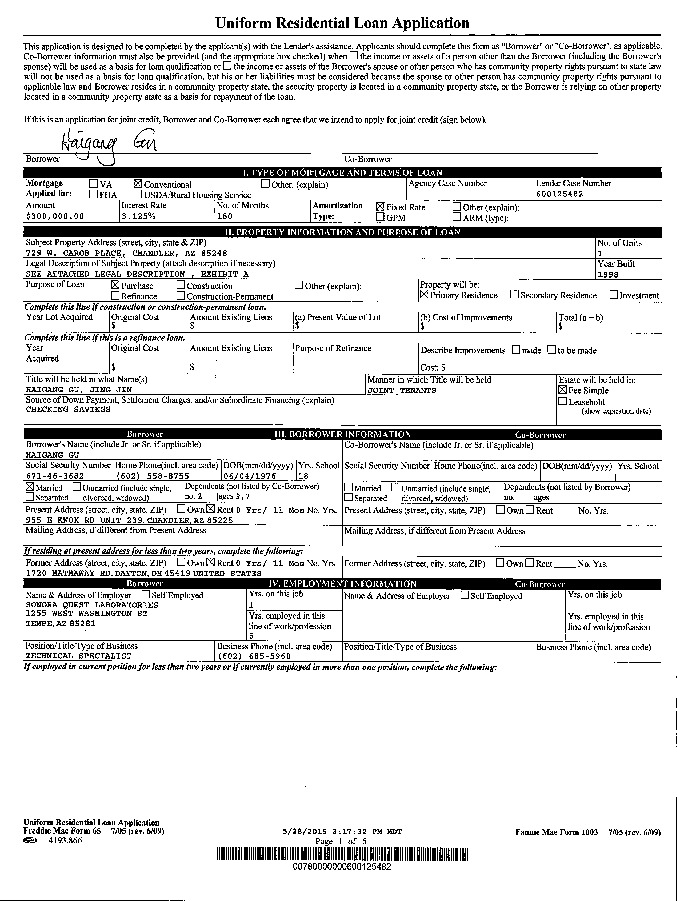 Uniform Residential Loan Application
This application is designed to be completed by the applicant(s) with the Lender's assistance. Applicants should complete this form as "Borrower" or "Co-Borrower", as applicable.
Co-Borrower information must also be provided (and the appropriate box checked) when ☐ the income or assets of a person other than the Borrower (including the Borrower's
spouse) will be used as a basis for loan qualification or ☐ the income or assets of the Borrower's spouse or other person who has community property rights pursuant to state law
will not be used as a basis for loan qualification, but his or her liabilities must be considered because the spouse or other person has community property rights pursuant to
applicable law and Borrower resides in a community property state, the security property is located in a community property state, or the Borrower is relying on other property
located in a community property state as a basis for repayment of the loan.
If this is an application for joint credit, Borrower and Co-Borrower each agree that we intend to apply for joint credit (sign below).
Haigang Gu
Borrower Co-Borrower
I. TYPE OF MORTGAGE AND TERMS OF LOAN
Mortgage ☐ VA ☒ Conventional ☐ Other (explain) Agency Case Number Lender Case Number
Applied for: ☐ FHA ☐ USDA/Rural Housing Service 600125482
Amount Interest Rate No. of Months Amortization ☒ Fixed Rate ☐ Other (explain):
$300,000.00 3.125% 180 Type: ☐ GPM ☐ ARM (type):
II. PROPERTY INFORMATION AND PURPOSE OF LOAN
Subject Property Address (street, city, state & ZIP) No. of Units
729 W. CAROB PLACE, CHANDLER, AZ 85248 1
Legal Description of Subject Property (attach description if necessary) Year Built
SEE ATTACHED LEGAL DESCRIPTION , EXHIBIT A 1998
Purpose of Loan ☒ Purchase ☐ Construction ☐ Other (explain): Property will be:
☐ Refinance ☐ Construction-Permanent ☒ Primary Residence ☐ Secondary Residence ☐ Investment
Complete this line if construction or construction-permanent loan.
Year Lot Acquired Original Cost Amount Existing Liens (a) Present Value of Lot (b) Cost of Improvements Total (a + b)
$ $ $ $ $
Complete this line if this is a refinance loan.
Year Original Cost Amount Existing Liens Purpose of Refinance Describe Improvements ☐ made ☐ to be made
Acquired
$ $ Cost: $
Title will be held in what Name(s) Manner in which Title will be held Estate will be held in:
HAIGANG GU, JING JIN JOINT TENANTS ☒ Fee Simple
Source of Down Payment, Settlement Charges, and/or Subordinate Financing (explain) ☐ Leasehold
CHECKING SAVINGS (show expiration date)
Borrower III. BORROWER INFORMATION Co-Borrower
Borrower's Name (include Jr. or Sr. if applicable) Co-Borrower's Name (include Jr. or Sr. if applicable)
HAIGANG GU
Social Security Number Home Phone (incl. area code) DOB (mm/dd/yyyy) Yrs. School Social Security Number Home Phone (incl. area code) DOB (mm/dd/yyyy) Yrs. School
671-46-3682 (602) 558-8755 06/04/1976 18
☒ Married ☐ Unmarried (include single, Dependents (not listed by Co-Borrower) ☐ Married ☐ Unmarried (include single, Dependents (not listed by Borrower)
☐ Separated divorced, widowed) no. 2 ages 3, 7 ☐ Separated divorced, widowed) no. ages
Present Address (street, city, state, ZIP) ☐ Own ☒ Rent 0 Yrs/ 11 Mon No. Yrs. Present Address (street, city, state, ZIP) ☐ Own ☐ Rent No. Yrs.
955 E KNOX RD UNIT 239, CHANDLER, AZ 85225
Mailing Address, if different from Present Address Mailing Address, if different from Present Address
If residing at present address for less than two years, complete the following:
Former Address (street, city, state, ZIP) ☐ Own ☒ Rent 0 Yrs/ 11 Mon No. Yrs. Former Address (street, city, state, ZIP) ☐ Own ☐ Rent No. Yrs.
1720 HATHAWAY RD, DAYTON, OH 45419 UNITED STATES
Borrower IV. EMPLOYMENT INFORMATION Co-Borrower
Name & Address of Employer ☐ Self Employed Yrs. on this job Name & Address of Employer ☐ Self Employed Yrs. on this job
SONORA QUEST LABORATORIES 1
1255 WEST WASHINGTON ST Yrs. employed in this Yrs. employed in this
TEMPE, AZ 85281 line of work/profession line of work/profession
Position/Title/Type of Business Business Phone (incl. area code) Position/Title/Type of Business Business Phone (incl. area code)
TECHNICAL SPECIALIST (602) 685-5960
If employed in current position for less than two years or if currently employed in more than one position, complete the following:
Uniform Residential Loan Application
Freddie Mac Form 65 7/05 (rev. 6/09) 5/28/2015 2:17:32 PM MDT Fannie Mae Form 1003 7/05 (rev. 6/09)
4193.866 Page 1 of 5
0078000000600125482